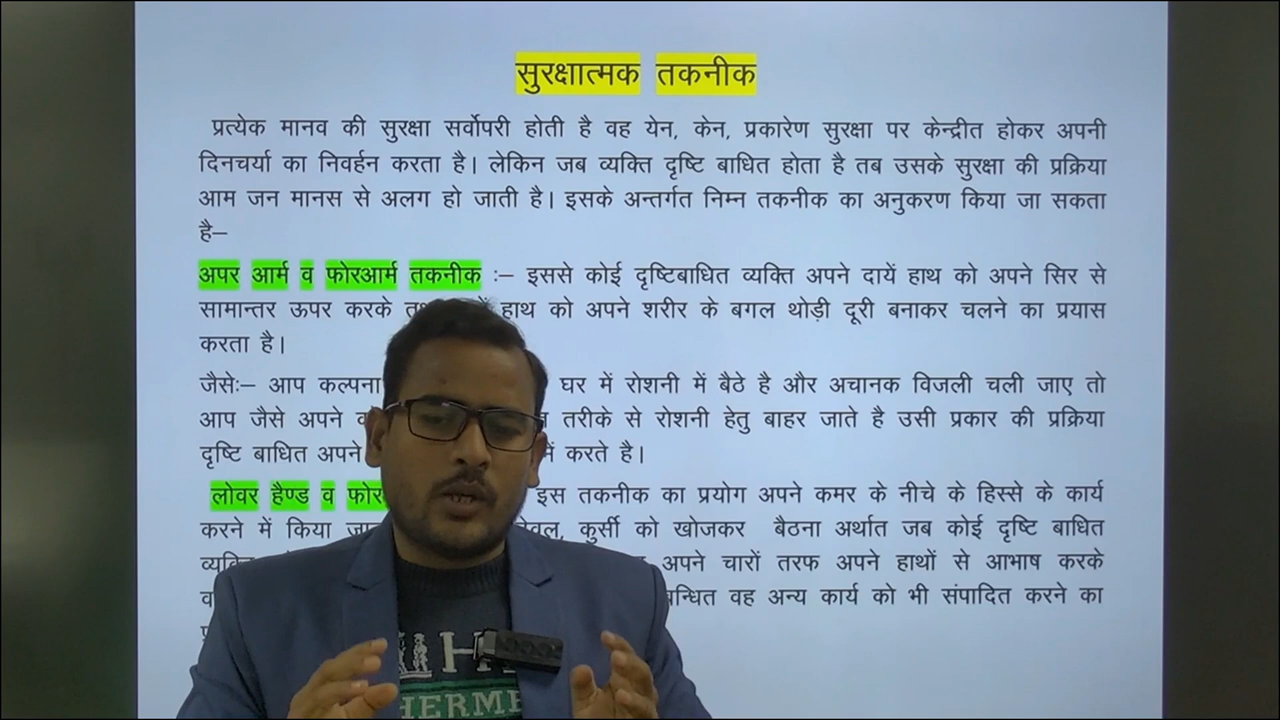 सुरक्षात्मक तकनीक
प्रत्येक मानव की सुरक्षा सर्वोपरी होती है वह येन, केन, प्रकारेण सुरक्षा पर केन्द्रीत होकर अपनी
दिनचर्या का निवर्हन करता है। लेकिन जब व्यक्ति दृष्टि बाधित होता है तब उसके सुरक्षा की प्रक्रिया
आम जन मानस से अलग हो जाती है। इसके अन्तर्गत निम्न तकनीक का अनुकरण किया जा सकता
है–
अपर आर्म व फोरआर्म तकनीक :– इससे कोई दृष्टिबाधित व्यक्ति अपने दायें हाथ को अपने सिर से
सामान्तर ऊपर करके हाथ को अपने शरीर के बगल थोड़ी दूरी बनाकर चलने का प्रयास
करता है।
जैसेः– आप कल्पना घर में रोशनी में बैठे है और अचानक विजली चली जाए तो
आप जैसे अपने तरीके से रोशनी हेतु बाहर जाते है उसी प्रकार की प्रक्रिया
दृष्टि बाधित अपने में करते है।
लोवर हैण्ड व इस तकनीक का प्रयोग अपने कमर के नीचे के हिस्से के कार्य
करने में किया कुर्सी को खोजकर बैठना अर्थात जब कोई दृष्टि बाधित
अपने चारों तरफ अपने हाथों से आभाष करके
वह अन्य कार्य को भी संपादित करने का
HERME